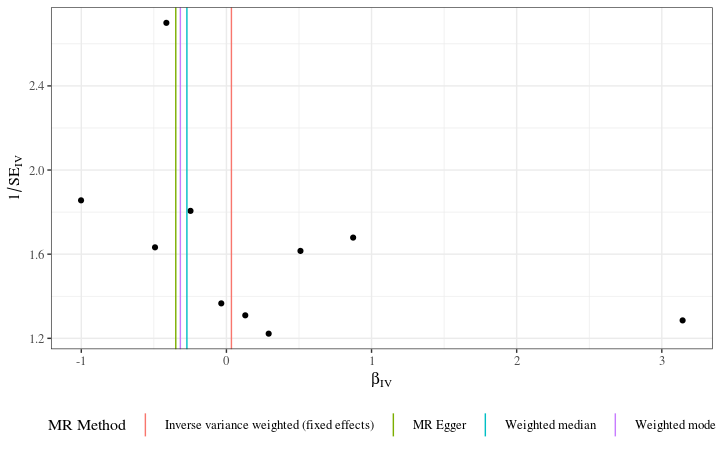 2.4
2.0
1.6
1.2
1/SE_IV
-1 0 1 2 3
β_IV
MR Method Inverse variance weighted (fixed effects) MR Egger Weighted median Weighted mode